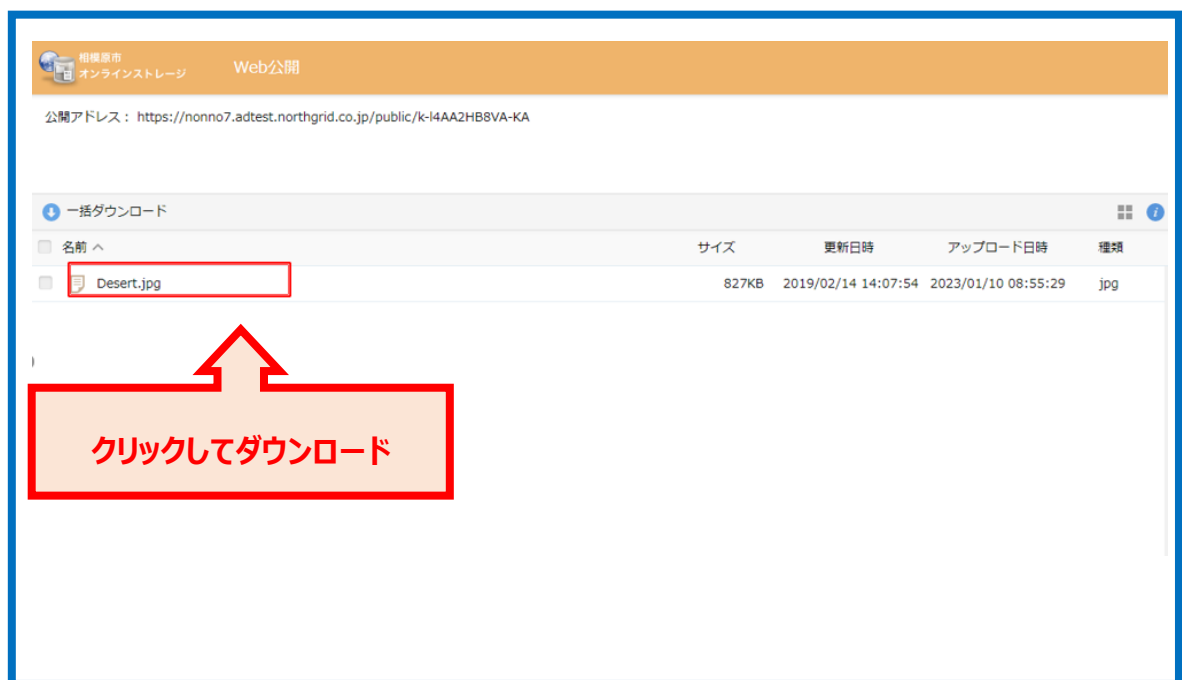 相模原市
オンラインストレージ
Web公開
公開アドレス： https://nonno7.adtest.northgrid.co.jp/public/k-l4AA2HB8VA-KA
一括ダウンロード
名前 サイズ 更新日時 アップロード日時 種類
Desert.jpg 827KB 2019/02/14 14:07:54 2023/01/10 08:55:29 jpg
クリックしてダウンロード